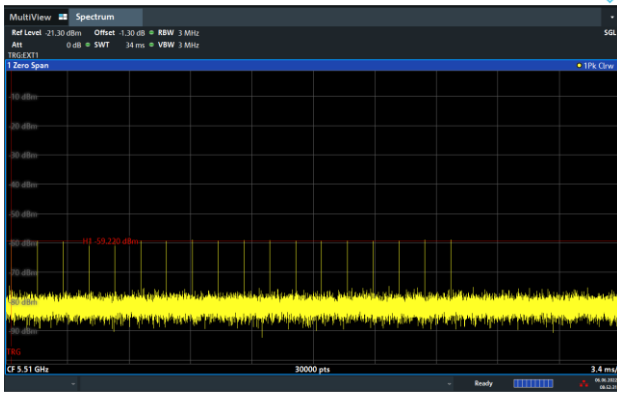 MultiView Spectrum
Ref Level -21.30 dBm Offset -1.30 dB RBW 3 MHz SGL
Att 0 dB SWT 34 ms VBW 3 MHz
TRG:EXT1
1 Zero Span 1Pk Clrw
-30 dBm
-40 dBm
-50 dBm
H1 -59.220 dBm
-60 dBm
-70 dBm
-80 dBm
-90 dBm
TRG
CF 5.51 GHz 30000 pts 3.4 ms/
Ready